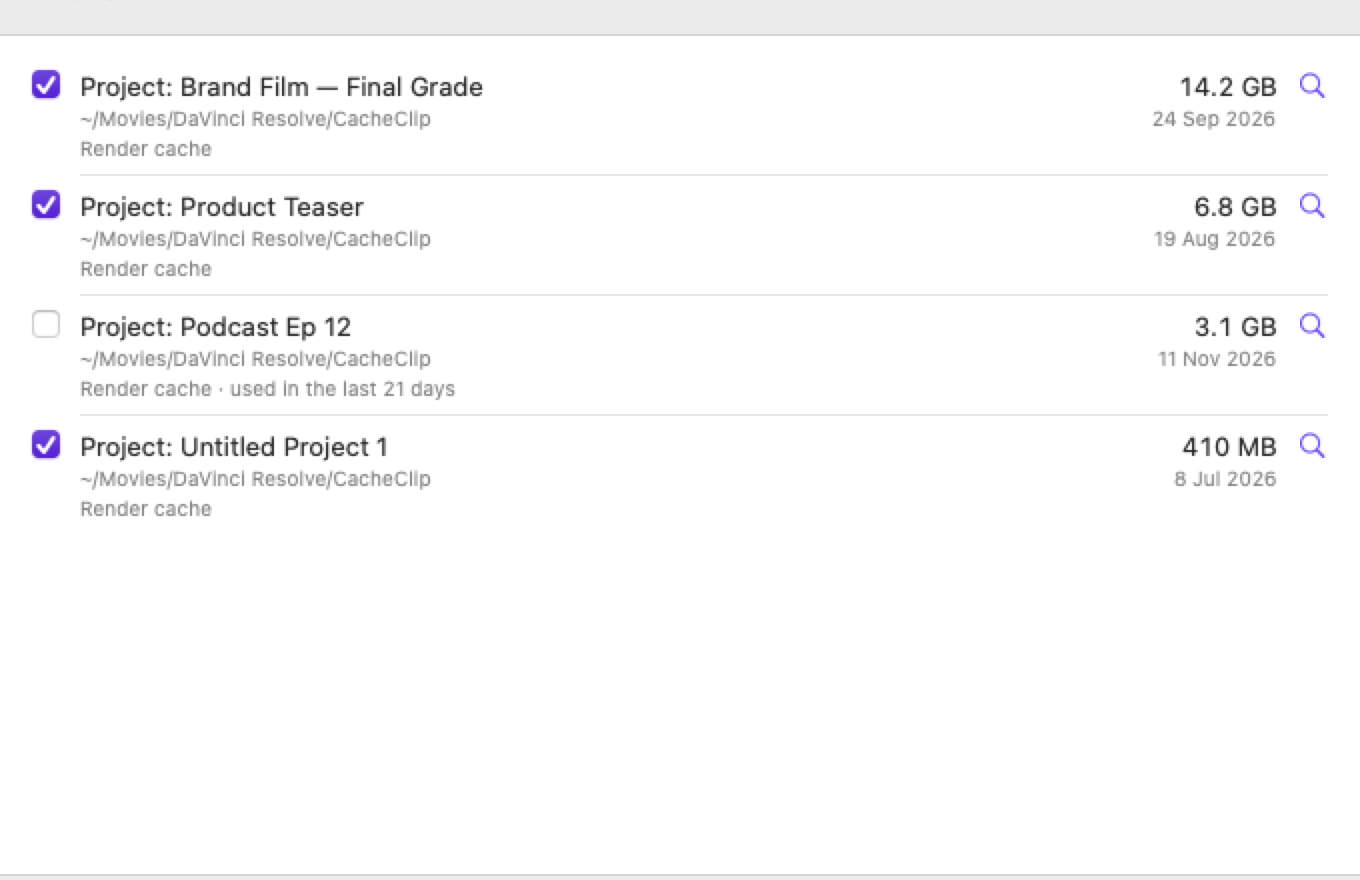 Project: Brand Film — Final Grade
14.2 GB
~/Movies/DaVinci Resolve/CacheClip
24 Sep 2026
Render cache
Project: Product Teaser
6.8 GB
~/Movies/DaVinci Resolve/CacheClip
19 Aug 2026
Render cache
Project: Podcast Ep 12
3.1 GB
~/Movies/DaVinci Resolve/CacheClip
11 Nov 2026
Render cache · used in the last 21 days
Project: Untitled Project 1
410 MB
~/Movies/DaVinci Resolve/CacheClip
8 Jul 2026
Render cache